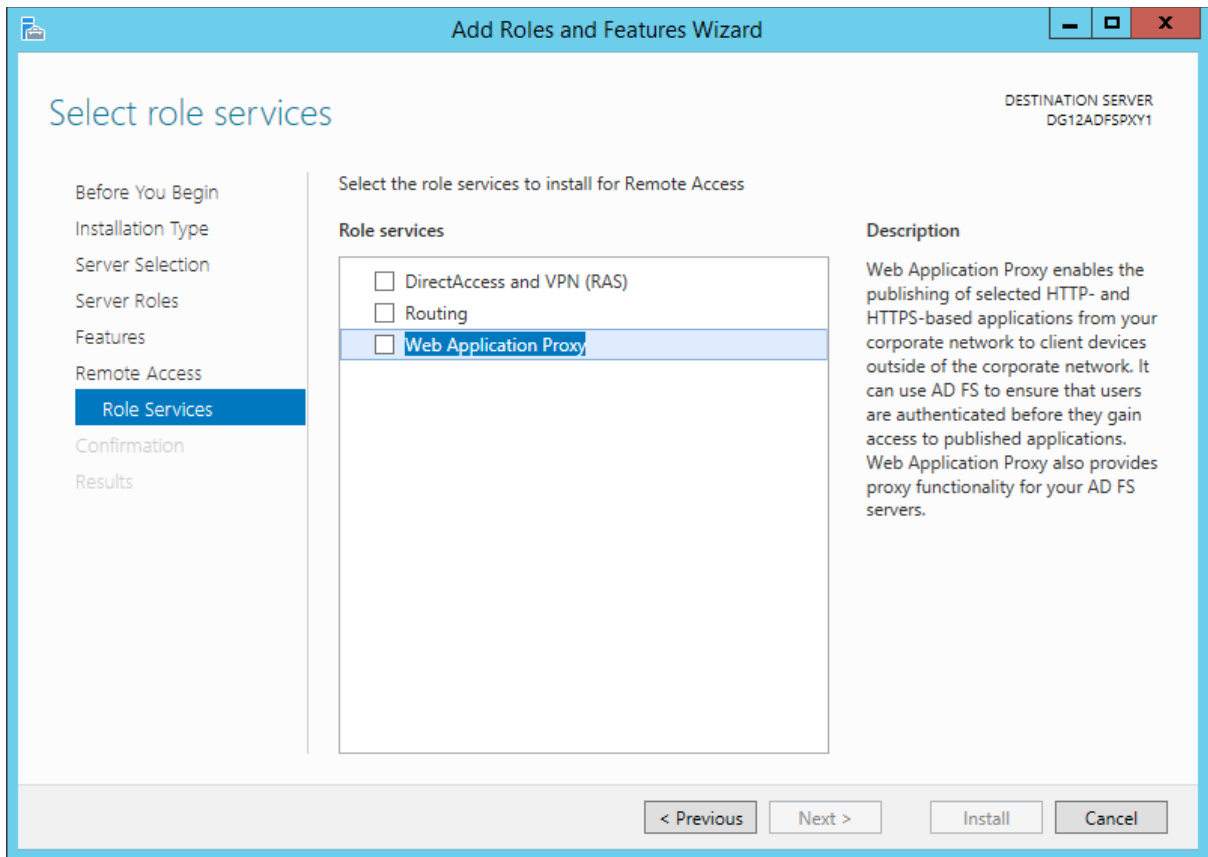 Add Roles and Features Wizard
Select role services
DESTINATION SERVER
DG12ADFSPXY1
Before You Begin
Installation Type
Server Selection
Server Roles
Features
Remote Access
Role Services
Confirmation
Results
Select the role services to install for Remote Access
Role services
DirectAccess and VPN (RAS)
Routing
Web Application Proxy
Description
Web Application Proxy enables the
publishing of selected HTTP- and
HTTPS-based applications from your
corporate network to client devices
outside of the corporate network. It
can use AD FS to ensure that users
are authenticated before they gain
access to published applications.
Web Application Proxy also provides
proxy functionality for your AD FS
servers.
< Previous
Next >
Install
Cancel